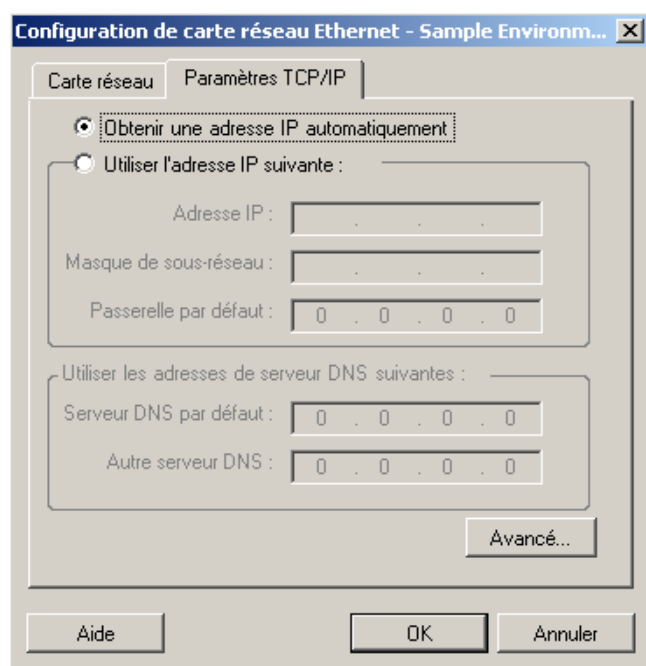 Configuration de carte réseau Ethernet - Sample Environm...
Carte réseau
Paramètres TCP/IP
Obtenir une adresse IP automatiquement
Utiliser l'adresse IP suivante :
Adresse IP : . . .
Masque de sous-réseau : . . .
Passerelle par défaut : 0 . 0 . 0 . 0
Utiliser les adresses de serveur DNS suivantes :
Serveur DNS par défaut : 0 . 0 . 0 . 0
Autre serveur DNS : 0 . 0 . 0 . 0
Avancé...
Aide
OK
Annuler